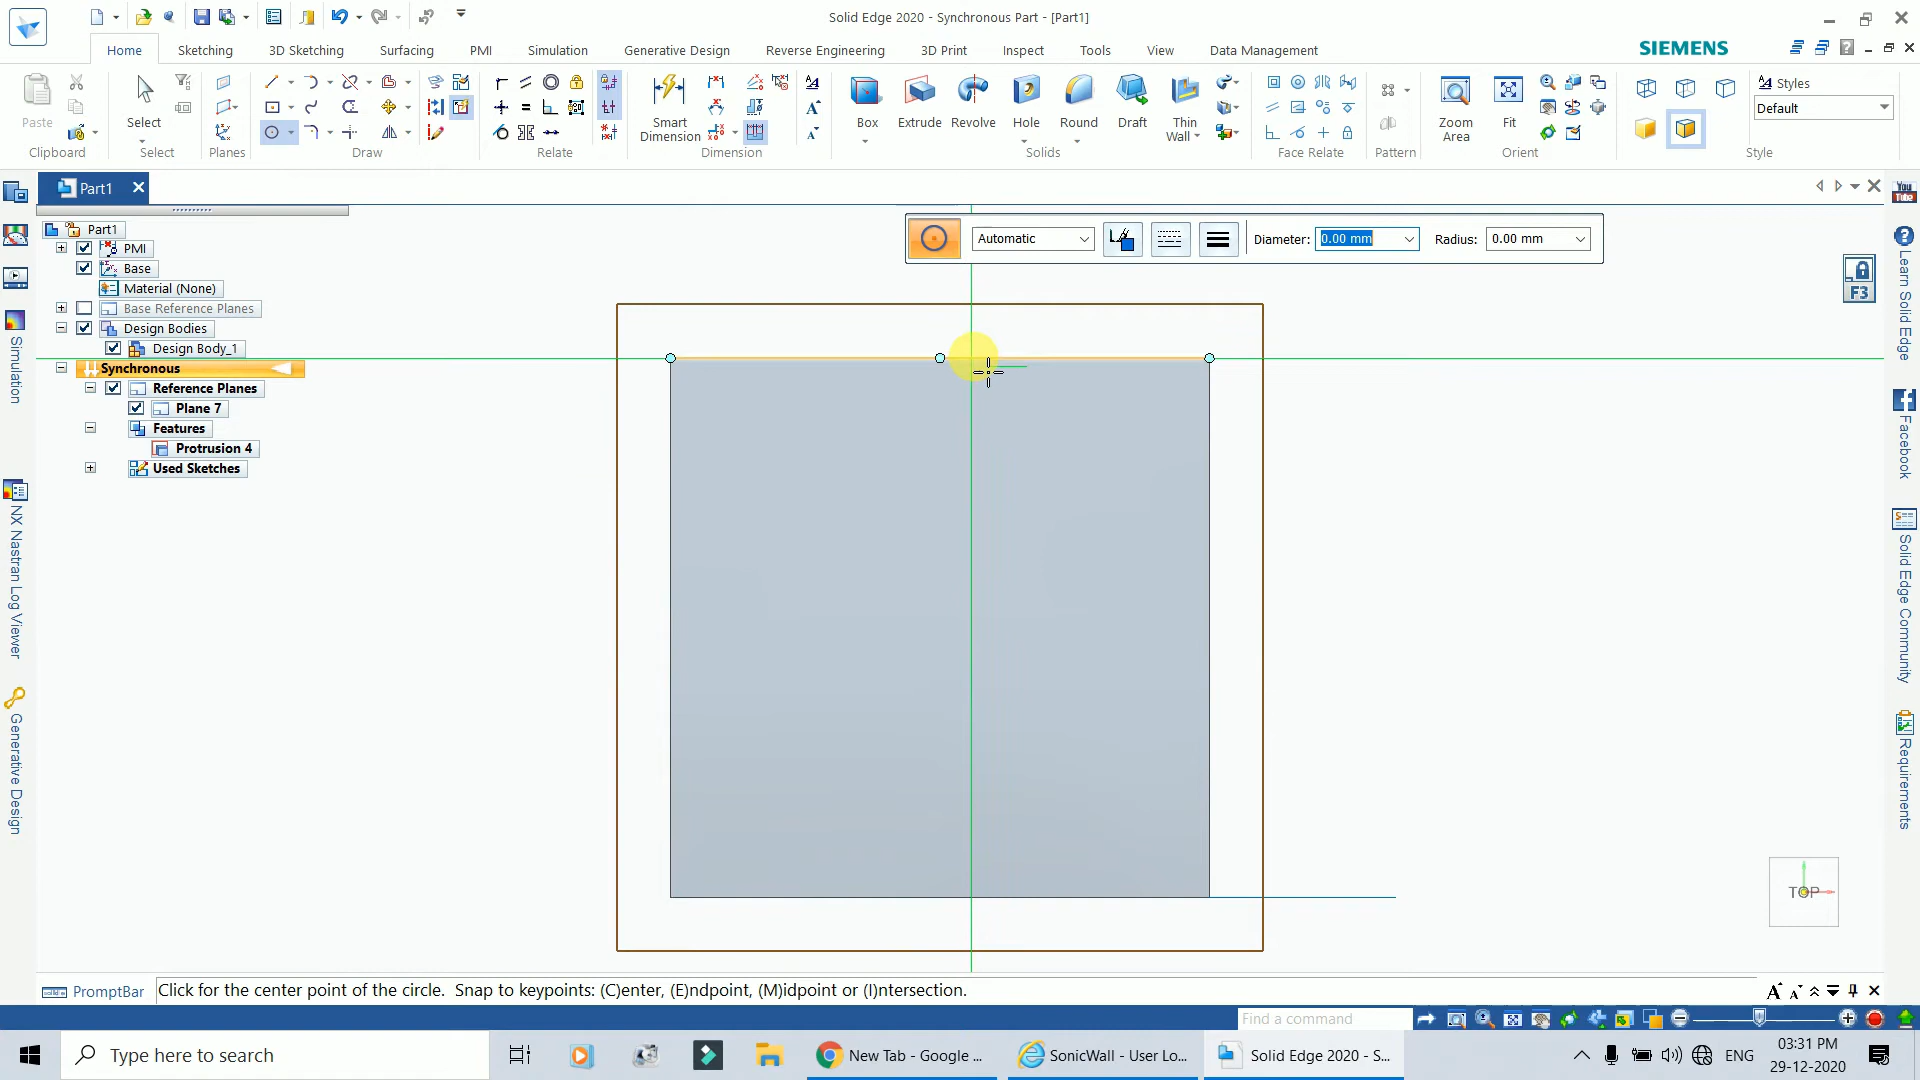 Solid Edge 2020 - Synchronous Part - [Part1]
Home
Sketching
3D Sketching
Surfacing
PMI
Simulation
Generative Design
Reverse Engineering
3D Print
Inspect
Tools
View
Data Management
SIEMENS
Paste
Clipboard
Select
Select
Planes
Draw
Relate
Smart Dimension
Dimension
Box
Extrude
Revolve
Hole
Round
Draft
Thin Wall
Solids
Face Relate
Pattern
Zoom Area
Fit
Orient
Styles
Default
Style
Part1
Part1
PMI
Base
Material (None)
Base Reference Planes
Design Bodies
Design Body_1
Synchronous
Reference Planes
Plane 7
Features
Protrusion 4
Used Sketches
Automatic
Diameter: 0.00 mm
Radius: 0.00 mm
F3
Simulation
NX Nastran Log Viewer
Generative Design
You Tube
Learn Solid Edge
Facebook
Solid Edge Community
Requirements
TOP
PromptBar
Click for the center point of the circle. Snap to keypoints: (C)enter, (E)ndpoint, (M)idpoint or (I)ntersection.
Find a command
Type here to search
New Tab - Google ...
SonicWall - User Lo...
Solid Edge 2020 - S...
ENG
03:31 PM
29-12-2020